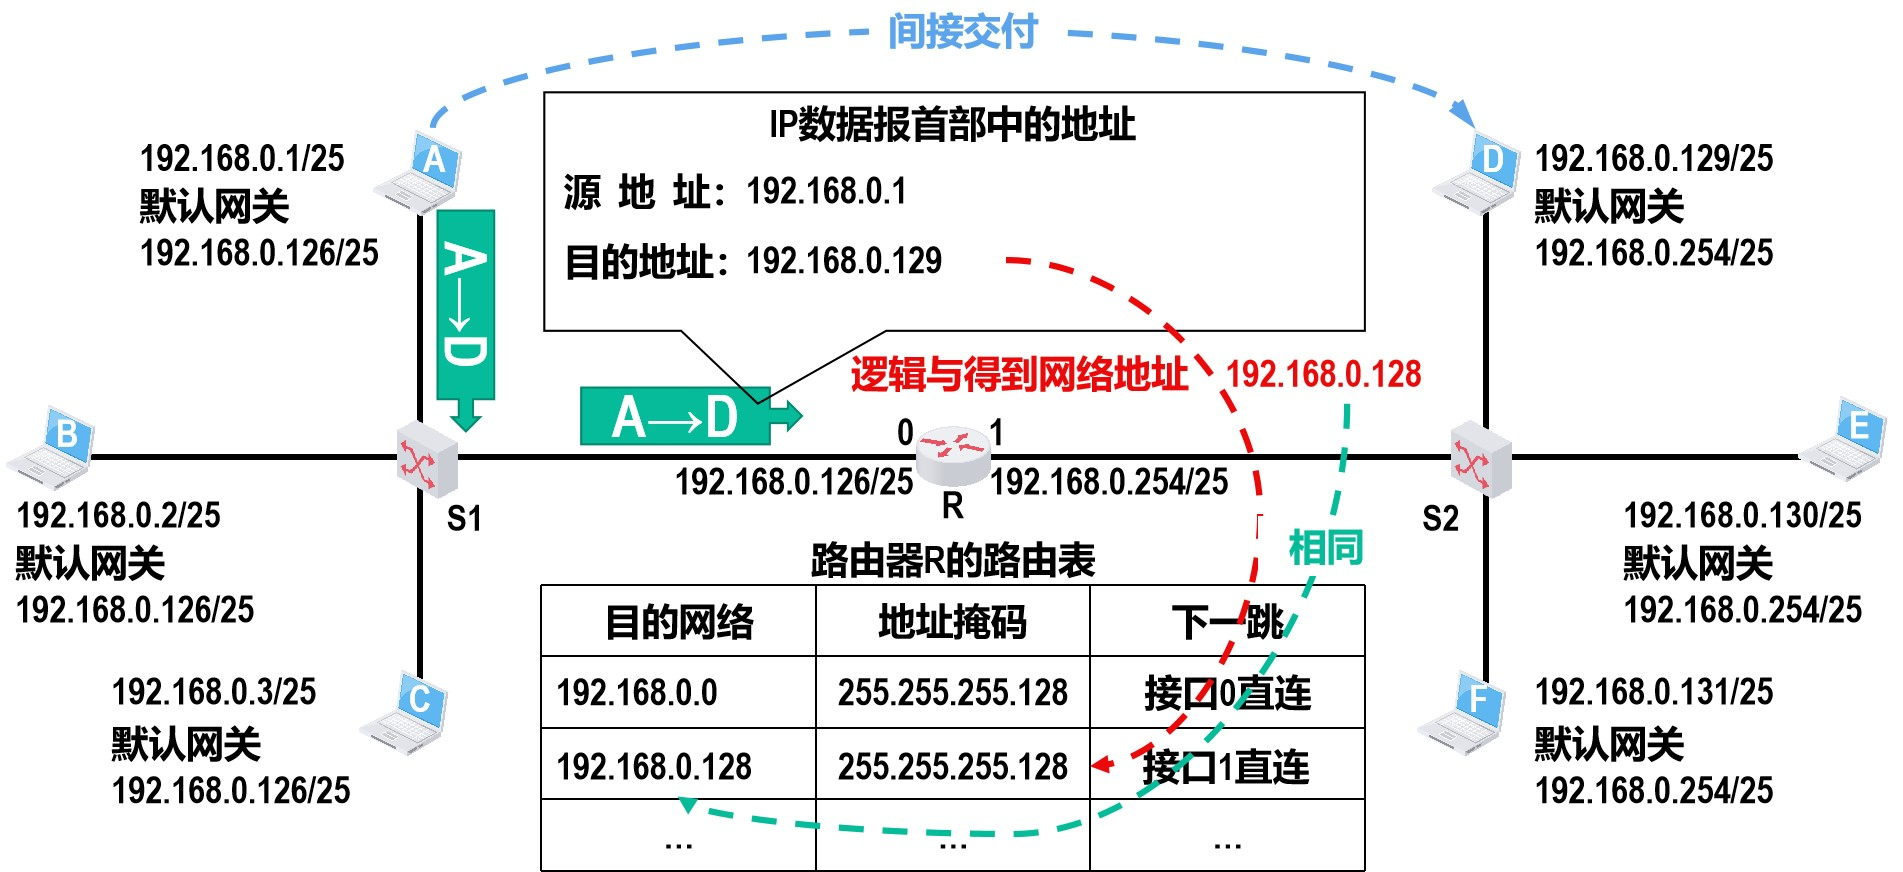 间接交付
IP数据报首部中的地址
源 地 址：192.168.0.1
目的地址：192.168.0.129
A
192.168.0.1/25
默认网关
192.168.0.126/25
D
192.168.0.129/25
默认网关
192.168.0.254/25
A→D
逻辑与得到网络地址 192.168.0.128
A→D
B
192.168.0.2/25
默认网关
192.168.0.126/25
S1
0
1
192.168.0.126/25
192.168.0.254/25
R
S2
E
192.168.0.130/25
默认网关
192.168.0.254/25
相同
C
192.168.0.3/25
默认网关
192.168.0.126/25
路由器R的路由表
目的网络 地址掩码 下一跳
192.168.0.0 255.255.255.128 接口0直连
192.168.0.128 255.255.255.128 接口1直连
... ... ...
F
192.168.0.131/25
默认网关
192.168.0.254/25